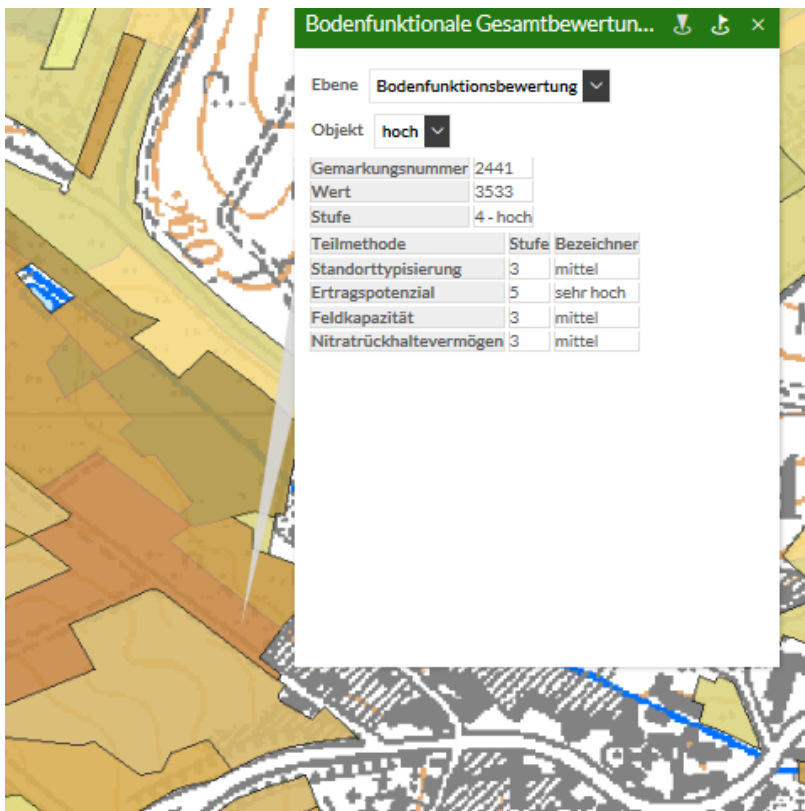 Bodenfunktionale Gesamtbewertun...
Ebene Bodenfunktionsbewertung
Objekt hoch
Gemarkungsnummer 2441
Wert 3533
Stufe 4 - hoch
Teilmethode Stufe Bezeichner
Standorttypisierung 3 mittel
Ertragspotenzial 5 sehr hoch
Feldkapazität 3 mittel
Nitratrückhaltevermögen 3 mittel